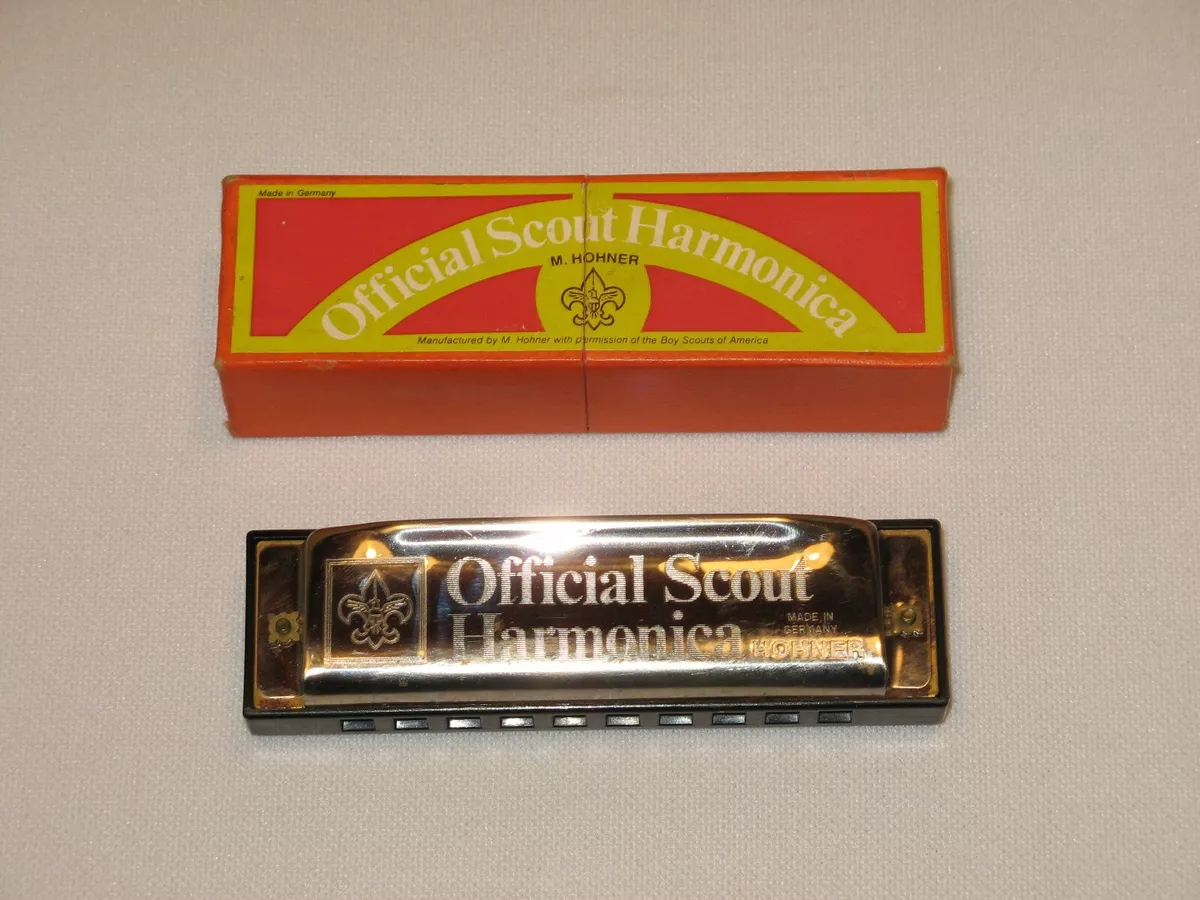 Made in Germany
Official Scout Harmonica
M. HOHNER
Manufactured by M. Hohner with permission of the Boy Scouts of America
Official Scout
Harmonica
MADE IN
GERMANY
HOHNER